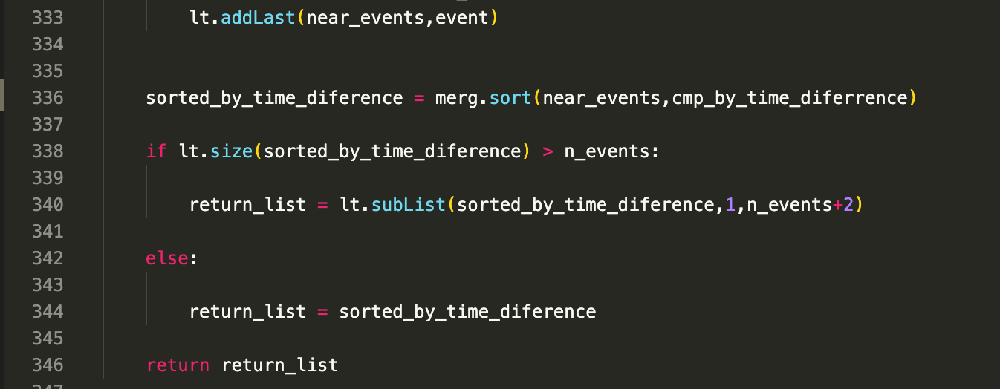 333 lt.addLast(near_events,event)
334
335
336 sorted_by_time_diference = merg.sort(near_events,cmp_by_time_diferrence)
337
338 if lt.size(sorted_by_time_diference) > n_events:
339
340 return_list = lt.subList(sorted_by_time_diference,1,n_events+2)
341
342 else:
343
344 return_list = sorted_by_time_diference
345
346 return return_list
347